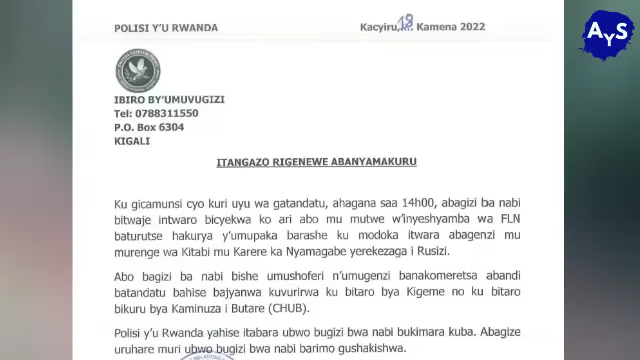 AyS
POLISI Y'U RWANDA
Kacyiru, 18 Kamena 2022
IBIRO BY'UMUVUGIZI
Tel: 0788311550
P.O. Box 6304
KIGALI
ITANGAZO RIGENEWE ABANYAMAKURU
Ku gicamunsi cyo kuri uyu wa gatandatu, ahagana saa 14h00, abagizi ba nabi
bitwaje intwaro bicyekwa ko ari abo mu mutwe w'inyeshyamba wa FLN
baturutse hakurya y'umupaka barashe ku modoka itwara abagenzi mu
murenge wa Kitabi mu Karere ka Nyamagabe yerekezaga i Rusizi.
Abo bagizi ba nabi bishe umushoferi n'umugenzi banakomeretsa abandi
batandatu bahise bajyanwa kuvurirwa ku bitaro bya Kigeme no ku bitaro
bikuru bya Kaminuza i Butare (CHUB).
Polisi y'u Rwanda yahise itabara ubwo bugizi bwa nabi bukimara kuba. Abagize
uruhare muri ubwo bugizi bwa nabi barimo gushakishwa.